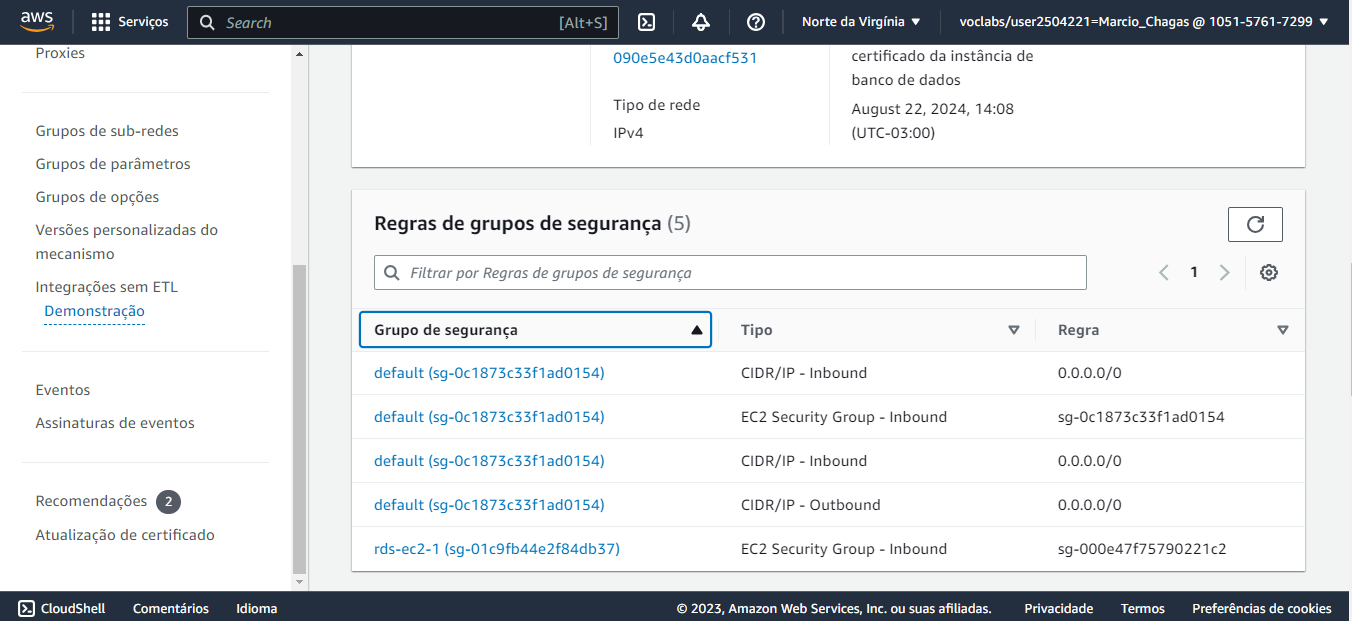 aws
Serviços
Search [Alt+S]
Norte da Virgínia
voclabs/user2504221=Marcio_Chagas @ 1051-5761-7299
Proxies
Grupos de sub-redes
Grupos de parâmetros
Grupos de opções
Versões personalizadas do
mecanismo
Integrações sem ETL
Demonstração
Eventos
Assinaturas de eventos
Recomendações 2
Atualização de certificado
090e5e43d0aacf531
Tipo de rede
IPv4
certificado da instância de
banco de dados
August 22, 2024, 14:08
(UTC-03:00)
Regras de grupos de segurança (5)
Filtrar por Regras de grupos de segurança
1
Grupo de segurança Tipo Regra
default (sg-0c1873c33f1ad0154) CIDR/IP - Inbound 0.0.0.0/0
default (sg-0c1873c33f1ad0154) EC2 Security Group - Inbound sg-0c1873c33f1ad0154
default (sg-0c1873c33f1ad0154) CIDR/IP - Inbound 0.0.0.0/0
default (sg-0c1873c33f1ad0154) CIDR/IP - Outbound 0.0.0.0/0
rds-ec2-1 (sg-01c9fb44e2f84db37) EC2 Security Group - Inbound sg-000e47f75790221c2
CloudShell Comentários Idioma © 2023, Amazon Web Services, Inc. ou suas afiliadas. Privacidade Termos Preferências de cookies